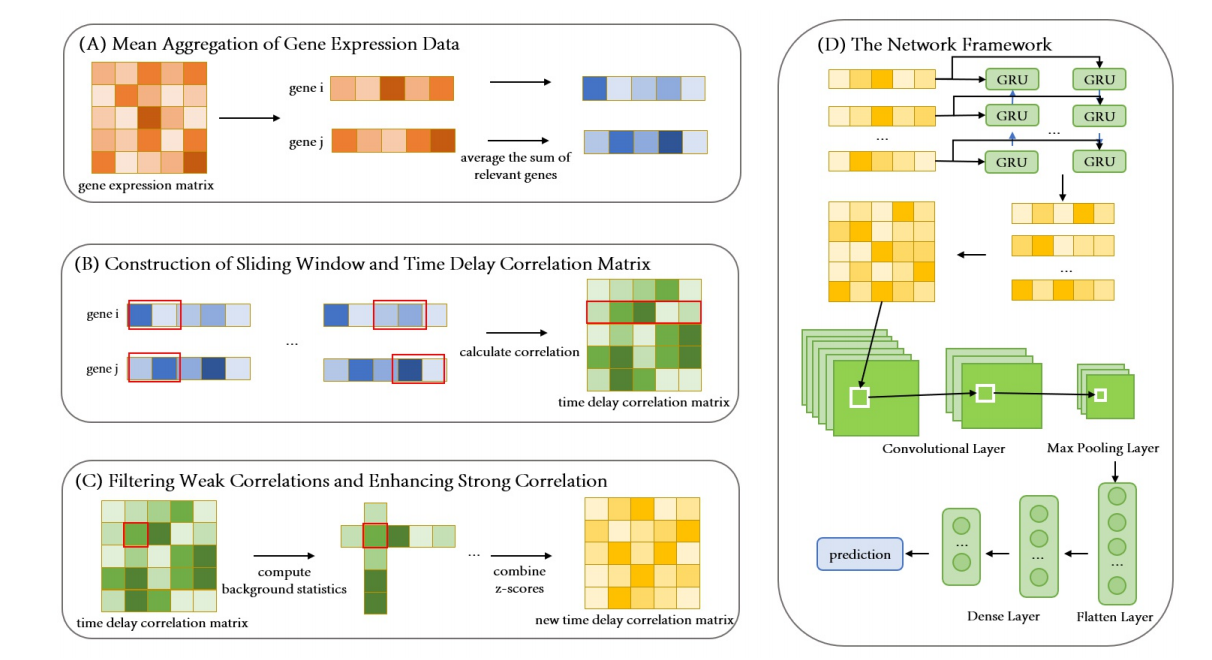 (A) Mean Aggregation of Gene Expression Data
gene i
gene j
average the sum of
relevant genes
gene expression matrix
(B) Construction of Sliding Window and Time Delay Correlation Matrix
gene i
...
gene j
calculate correlation
time delay correlation matrix
(C) Filtering Weak Correlations and Enhancing Strong Correlation
...
compute
background statistics
combine
z-scores
time delay correlation matrix
new time delay correlation matrix
(D) The Network Framework
GRU
GRU
GRU
GRU
...
...
GRU
GRU
...
Convolutional Layer
Max Pooling Layer
prediction
...
...
...
Dense Layer
Flatten Layer